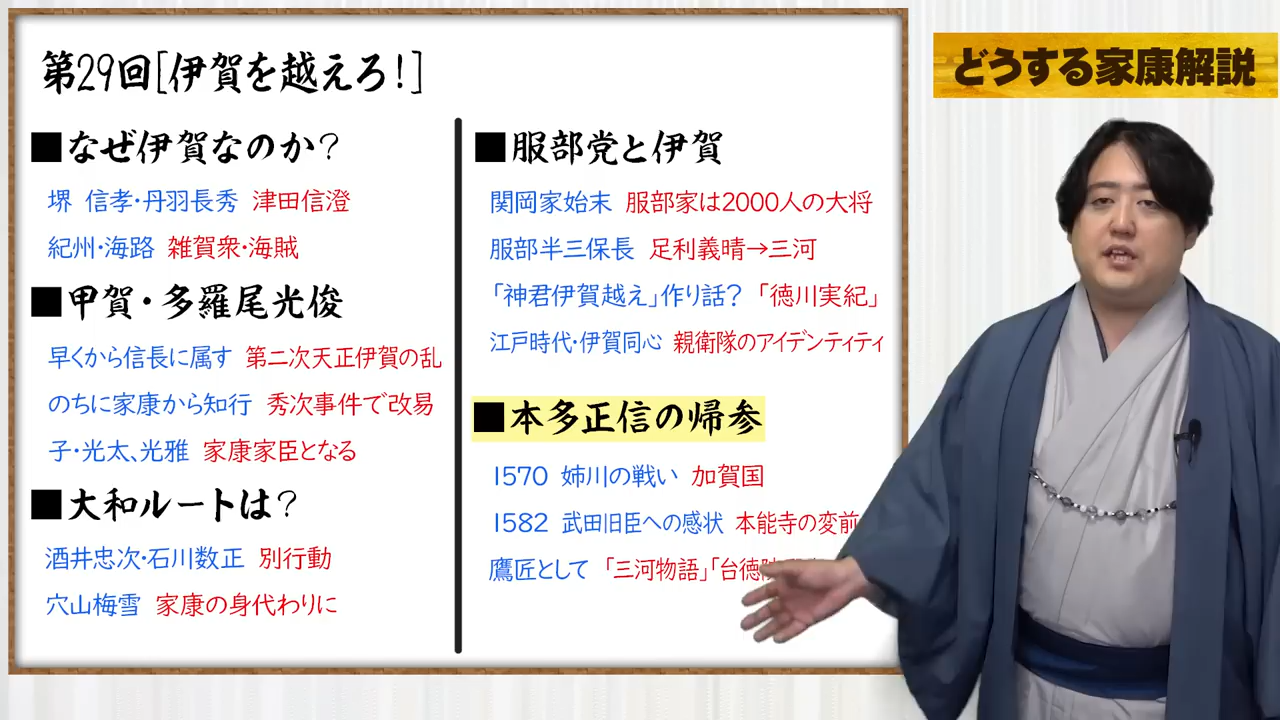 第29回[伊賀を越えろ!]
■なぜ伊賀なのか?
堺 信孝・丹羽長秀 津田信澄
紀州・海路 雑賀衆・海賊
■甲賀・多羅尾光俊
早くから信長に属す 第二次天正伊賀の乱
のちに家康から知行 秀次事件で改易
子・光太、光雅 家康家臣となる
■大和ルートは?
酒井忠次・石川数正 別行動
穴山梅雪 家康の身代わりに
■服部党と伊賀
関岡家始末 服部家は2000人の大将
服部半三保長 足利義晴→三河
「神君伊賀越え」作り話? 「徳川実紀」
江戸時代・伊賀同心 親衛隊のアイデンティティ
■本多正信の帰参
1570 姉川の戦い 加賀国
1582 武田旧臣への感状 本能寺の変前
鷹匠として 「三河物語」「台徳
どうする家康解説